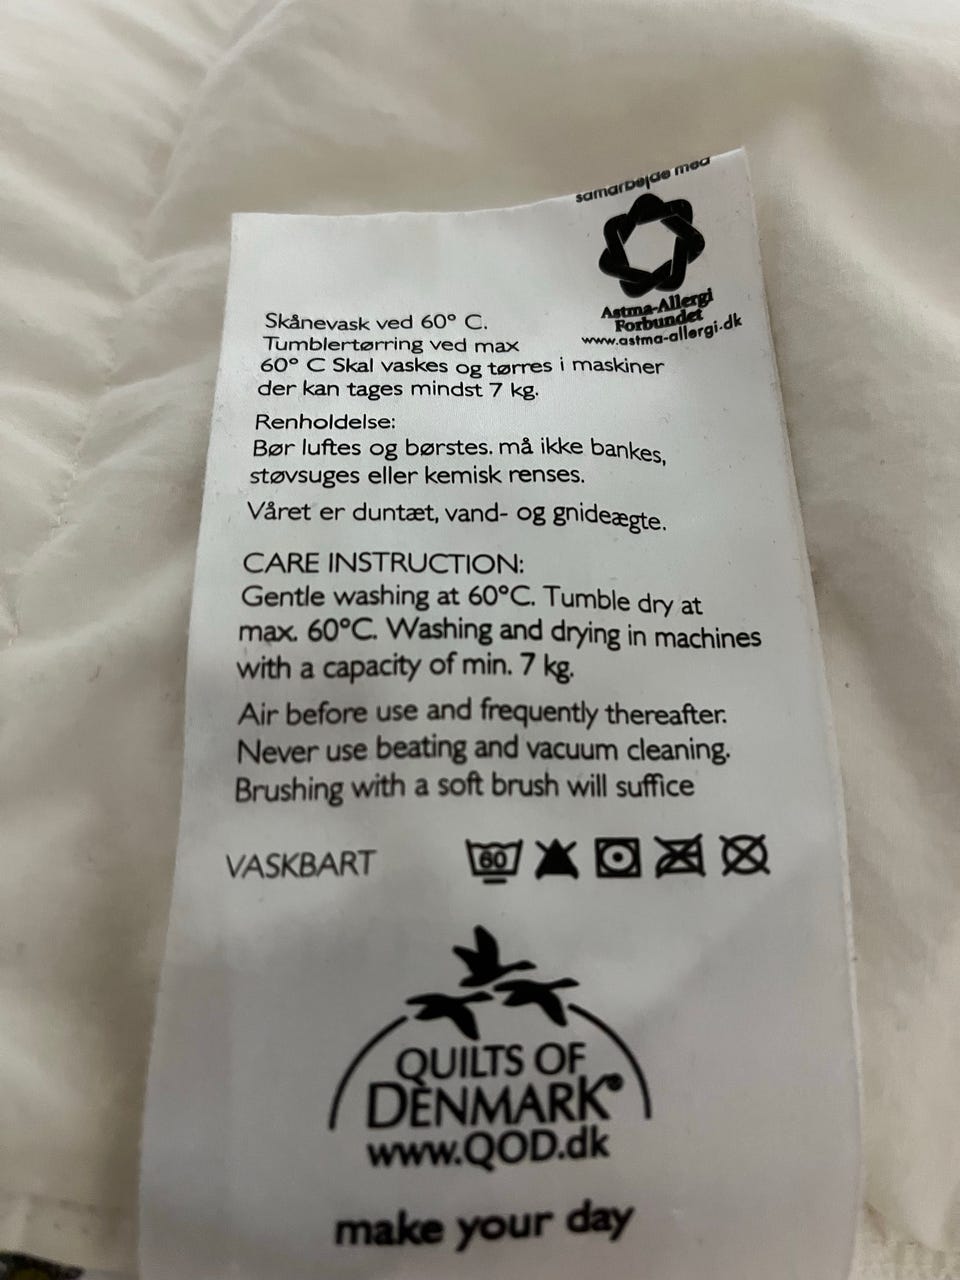 samarbejde med
Astma-Allergi
Forbundet
www.astma-allergi.dk
Skånevask ved 60° C.
Tumblertørring ved max
60° C Skal vaskes og tørres i maskiner
der kan tages mindst 7 kg.
Renholdelse:
Bør luftes og børstes. må ikke bankes,
støvsuges eller kemisk renses.
Våret er duntæt, vand- og gnideægte.
CARE INSTRUCTION:
Gentle washing at 60°C. Tumble dry at
max. 60°C. Washing and drying in machines
with a capacity of min. 7 kg.
Air before use and frequently thereafter.
Never use beating and vacuum cleaning.
Brushing with a soft brush will suffice
VASKBART 60
QUILTS OF
DENMARK®
www.QOD.dk
make your day